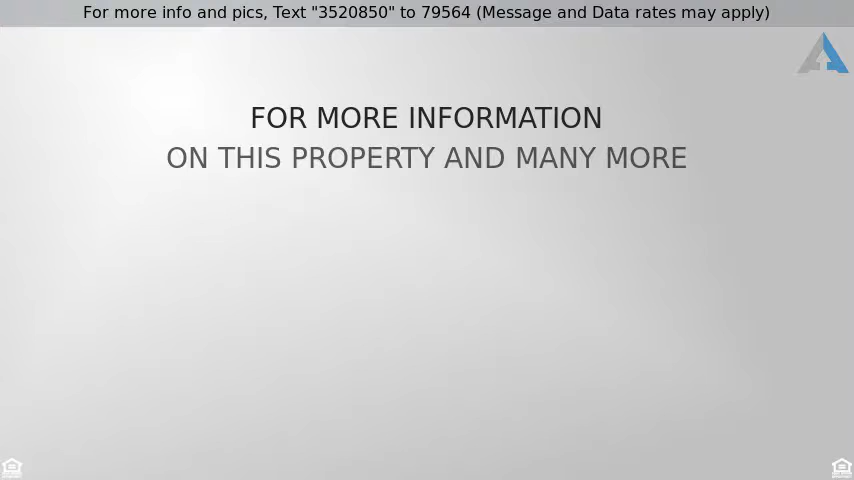 For more info and pics, Text "3520850" to 79564 (Message and Data rates may apply)
FOR MORE INFORMATION
ON THIS PROPERTY AND MANY MORE